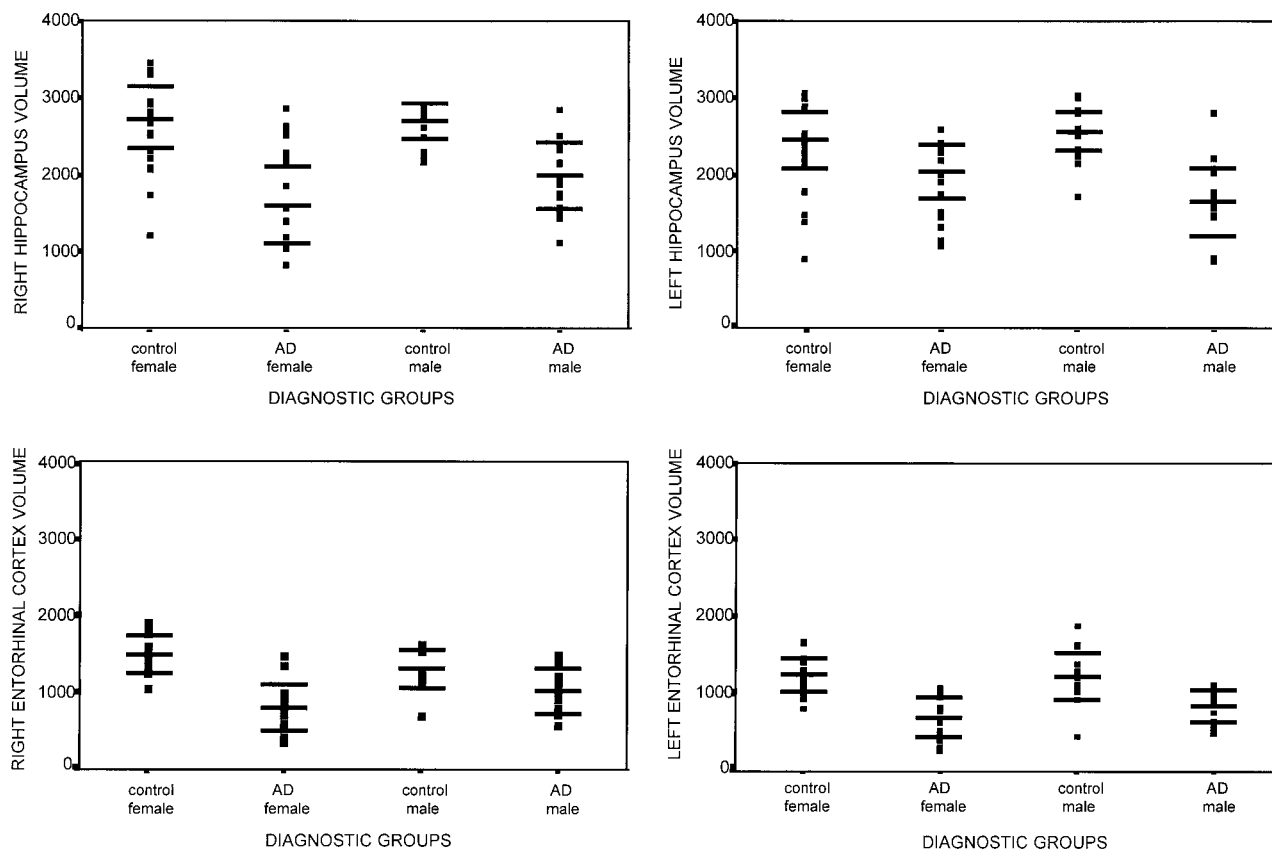 RIGHT HIPPOCAMPUS VOLUME
4000
3000
2000
1000
0
control
female
AD
female
control
male
AD
male
DIAGNOSTIC GROUPS
LEFT HIPPOCAMPUS VOLUME
4000
3000
2000
1000
0
control
female
AD
female
control
male
AD
male
DIAGNOSTIC GROUPS
RIGHT ENTORHINAL CORTEX VOLUME
4000
3000
2000
1000
0
control
female
AD
female
control
male
AD
male
DIAGNOSTIC GROUPS
LEFT ENTORHINAL CORTEX VOLUME
4000
3000
2000
1000
0
control
female
AD
female
control
male
AD
male
DIAGNOSTIC GROUPS